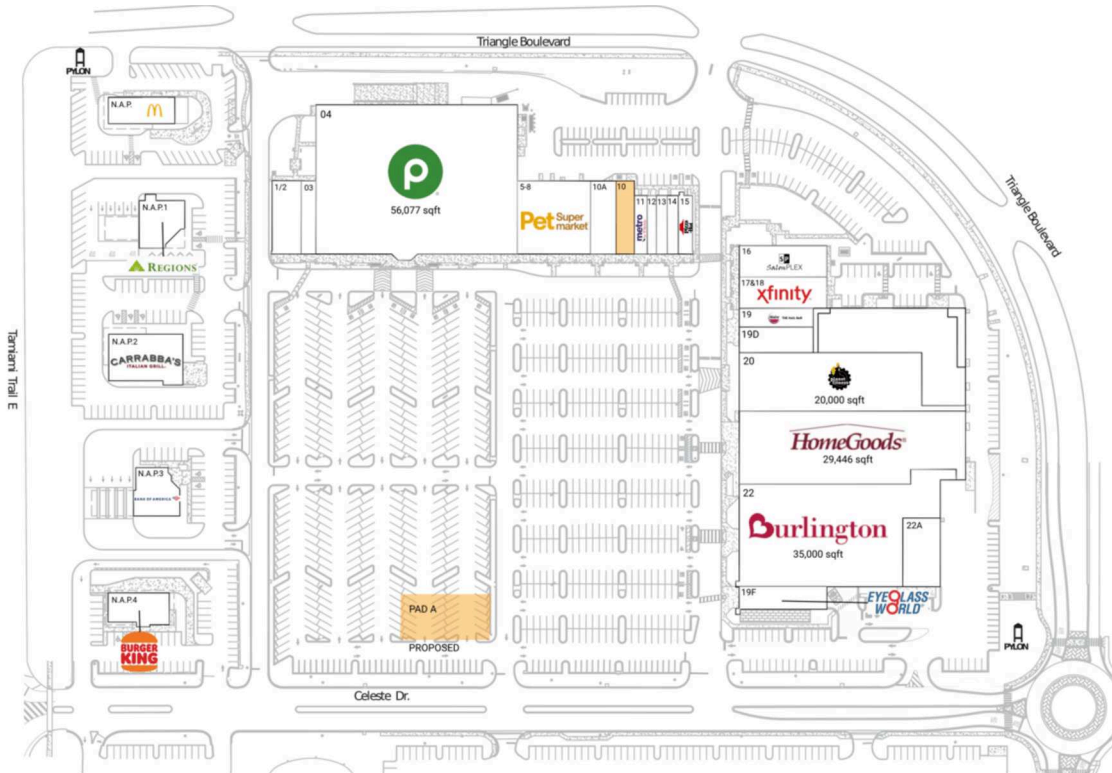 Triangle Boulevard
PYLON
N.A.P.
04
56,077 sqft
1/2
03
5-8
Pet Super
market
10A
10
11
12
13
14
15
metro
N.A.P.1
REGIONS
Triangle Boulevard
16
SalonPLEX
17&18
xfinity
19
19D
N.A.P.2
CARRABBA'S
ITALIAN GRILL
20
20,000 sqft
HomeGoods
29,446 sqft
Tamiami Trail E
N.A.P.3
BANK OF AMERICA
22
Burlington
35,000 sqft
22A
N.A.P.4
BURGER
KING
PAD A
PROPOSED
19F
EYEGLASS
WORLD
PYLON
Celeste Dr.